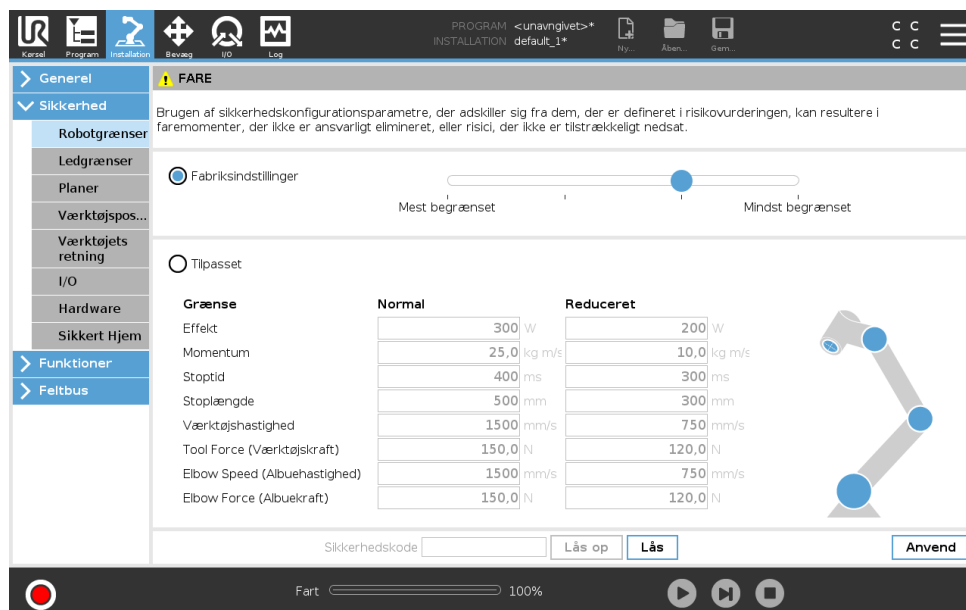 UR
PROGRAM <unavngivet>*
INSTALLATION default_1*
Kørsel Program Installation Bevæg I/O Log Ny... Åben... Gem...
C C
C C
Generel
Sikkerhed
Robotgrænser
Ledgrænser
Planer
Værktøjspos...
Værktøjets
retning
I/O
Hardware
Sikkert Hjem
Funktioner
Feltbus
FARE
Brugen af sikkerhedskonfigurationsparametre, der adskiller sig fra dem, der er defineret i risikovurderingen, kan resultere i
faremomenter, der ikke er ansvarligt elimineret, eller risici, der ikke er tilstrækkeligt nedsat.
Fabriksindstillinger
Mest begrænset Mindst begrænset
Tilpasset
Grænse Normal Reduceret
Effekt 300 W 200 W
Momentum 25,0 kg m/s 10,0 kg m/s
Stoptid 400 ms 300 ms
Stoplængde 500 mm 300 mm
Værktøjshastighed 1500 mm/s 750 mm/s
Tool Force (Værktøjskraft) 150,0 N 120,0 N
Elbow Speed (Albuehastighed) 1500 mm/s 750 mm/s
Elbow Force (Albuekraft) 150,0 N 120,0 N
Sikkerhedskode Lås op Lås Anvend
Fart 100%